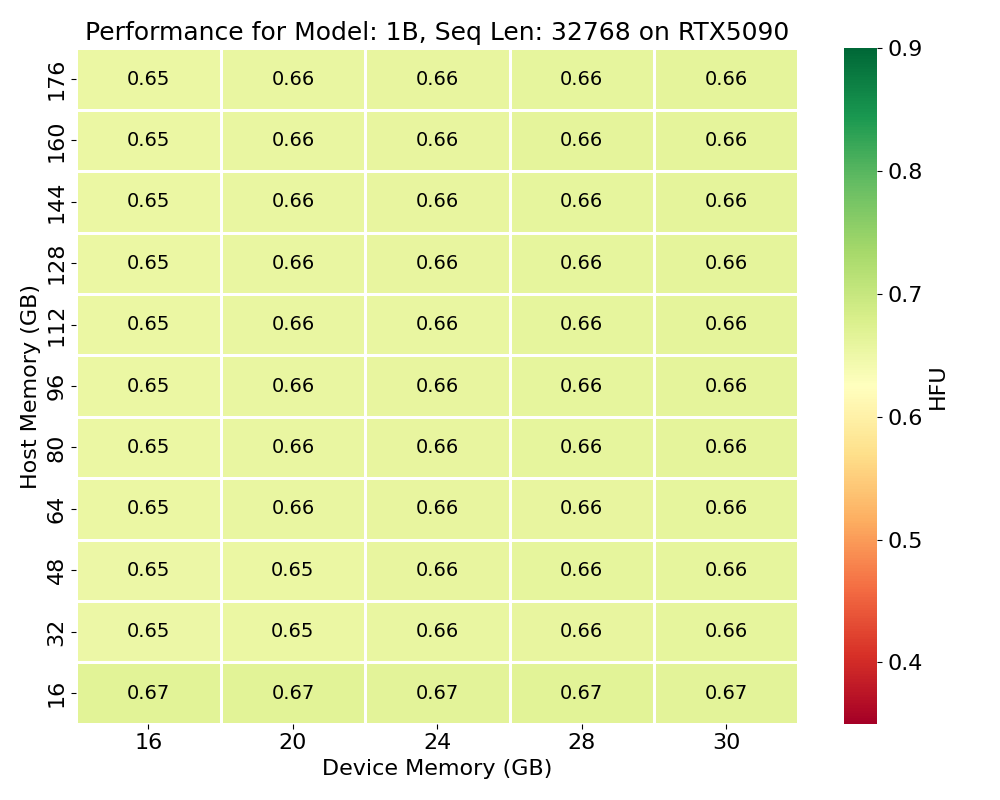 Performance for Model: 1B, Seq Len: 32768 on RTX5090
176 0.65 0.66 0.66 0.66 0.66
160 0.65 0.66 0.66 0.66 0.66
144 0.65 0.66 0.66 0.66 0.66
128 0.65 0.66 0.66 0.66 0.66
112 0.65 0.66 0.66 0.66 0.66
96 0.65 0.66 0.66 0.66 0.66
80 0.65 0.66 0.66 0.66 0.66
64 0.65 0.66 0.66 0.66 0.66
48 0.65 0.65 0.66 0.66 0.66
32 0.65 0.65 0.66 0.66 0.66
16 0.67 0.67 0.67 0.67 0.67
16 20 24 28 30
Device Memory (GB)
Host Memory (GB)
0.9
0.8
0.7
0.6
0.5
0.4
HFU